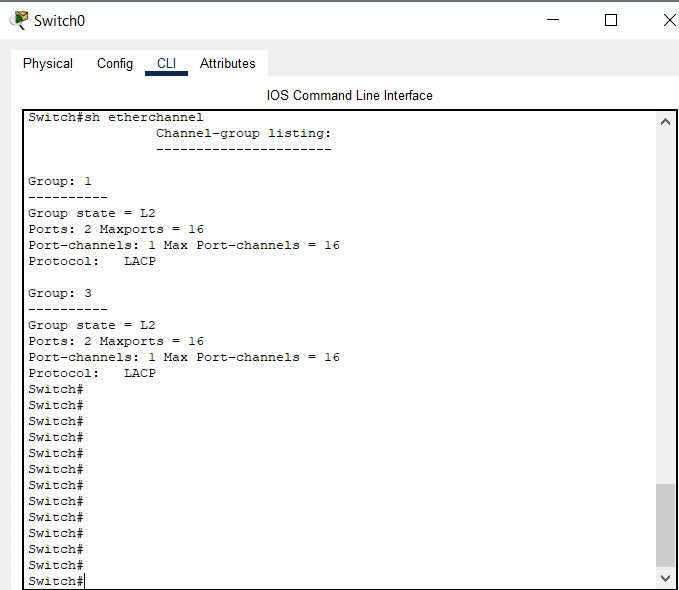 Switch0
Physical Config CLI Attributes
IOS Command Line Interface
Switch#sh etherchannel
                Channel-group listing:
                ----------------------

Group: 1
----------
Group state = L2
Ports: 2 Maxports = 16
Port-channels: 1 Max Port-channels = 16
Protocol:   LACP

Group: 3
----------
Group state = L2
Ports: 2 Maxports = 16
Port-channels: 1 Max Port-channels = 16
Protocol:   LACP
Switch#
Switch#
Switch#
Switch#
Switch#
Switch#
Switch#
Switch#
Switch#
Switch#
Switch#
Switch#
Switch#